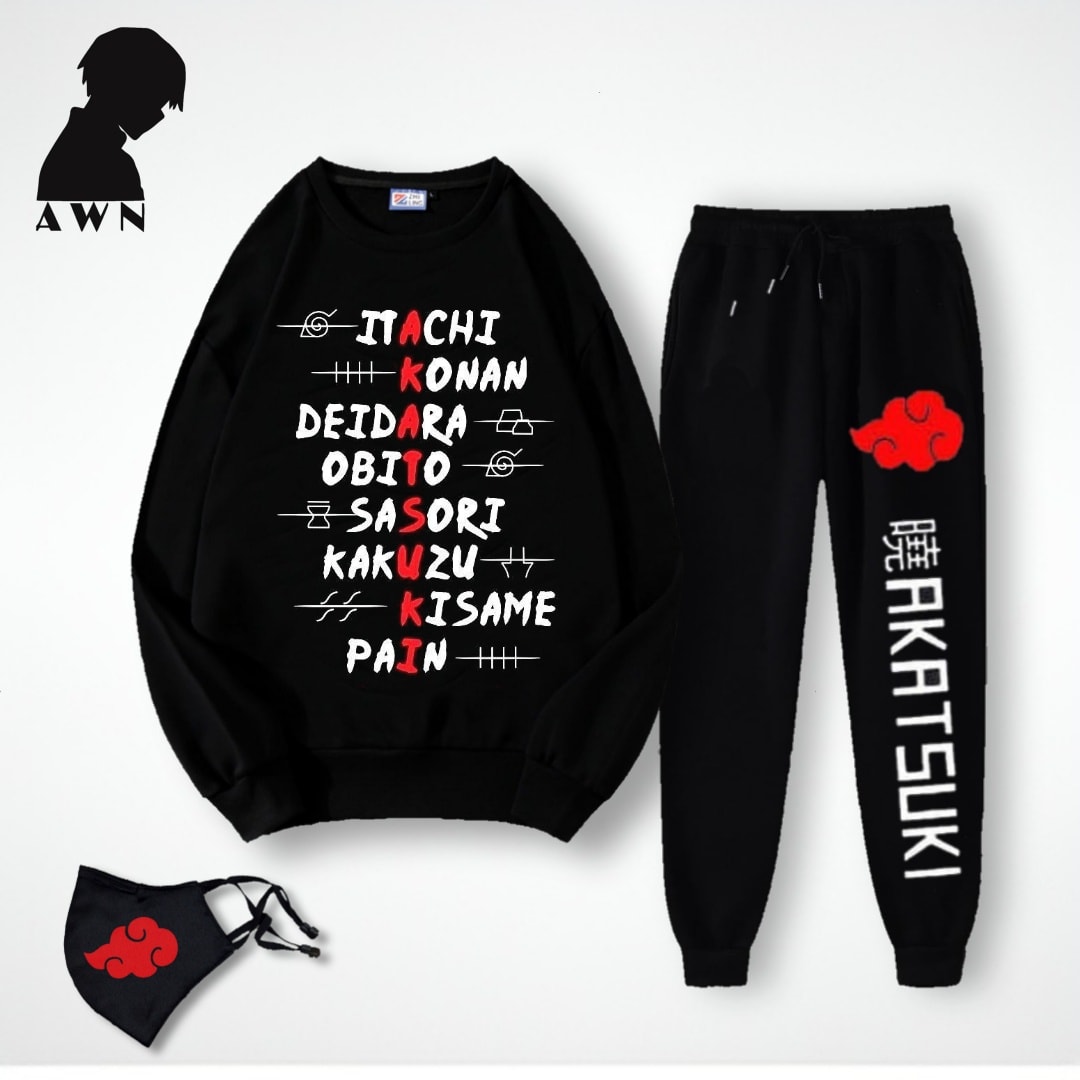 AWN
ITACHI
KONAN
DEIDARA
OBITO
SASORI
KAKUZU
KISAME
PAIN
暁AKATSUKI